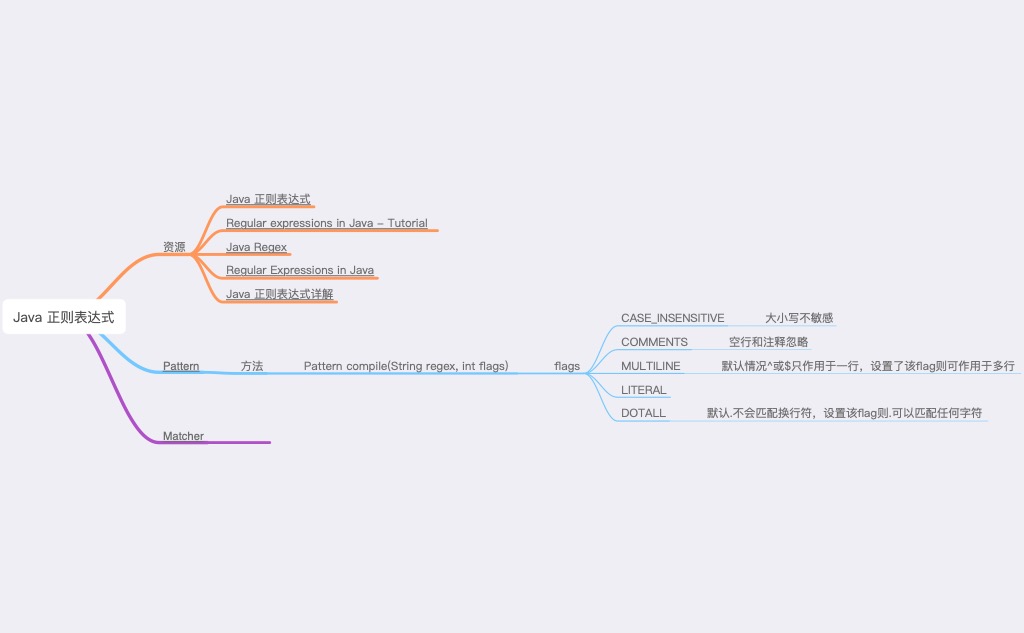 Java 正则表达式
资源
Java 正则表达式
Regular expressions in Java - Tutorial
Java Regex
Regular Expressions in Java
Java 正则表达式详解
Pattern
方法
Pattern compile(String regex, int flags)
flags
CASE_INSENSITIVE
大小写不敏感
COMMENTS
空行和注释忽略
MULTILINE
默认情况^或$只作用于一行，设置了该flag则可作用于多行
LITERAL
DOTALL
默认.不会匹配换行符，设置该flag则.可以匹配任何字符
Matcher